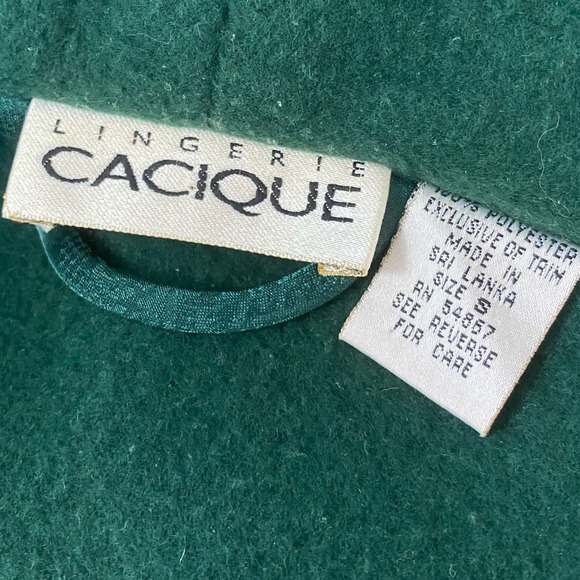 LINGERIE
CACIQUE
100% POLYESTER
EXCLUSIVE OF TRIM
MADE IN
SRI LANKA
SIZE S
RN 54867
SEE REVERSE
FOR CARE